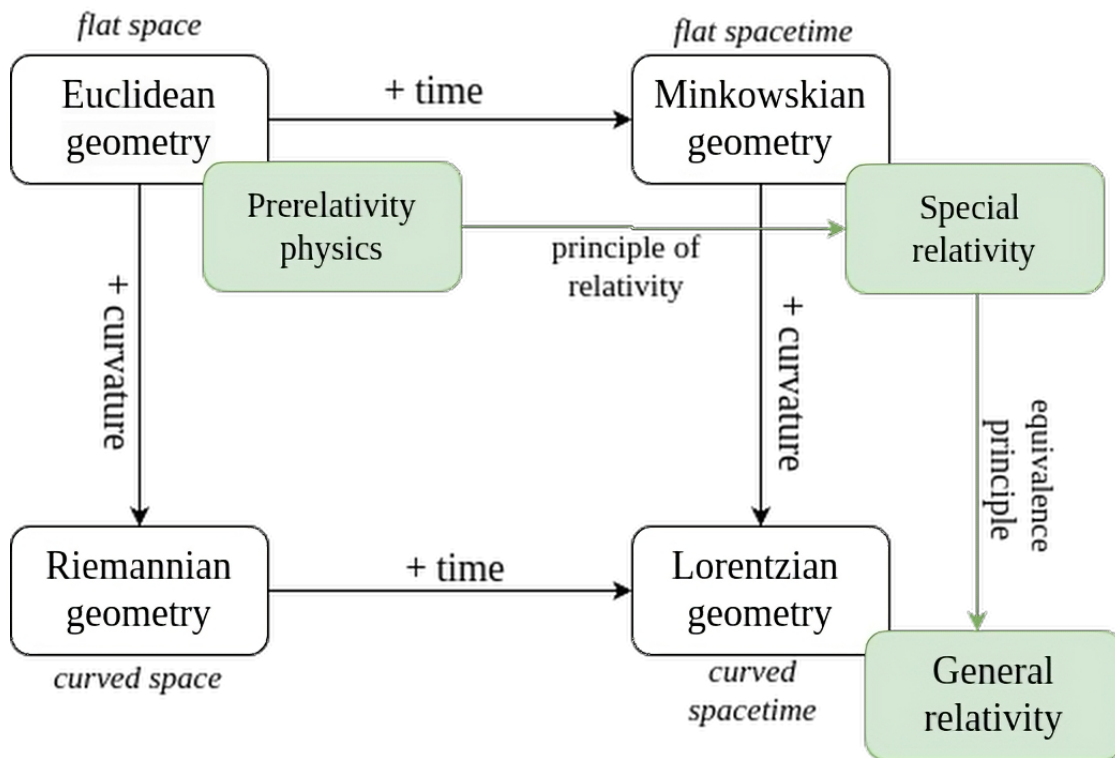 flat space
flat spacetime
Euclidean
geometry
+ time
Minkowskian
geometry
Prerelativity
physics
principle of
relativity
Special
relativity
+ curvature
+ curvature
equivalence
principle
Riemannian
geometry
+ time
Lorentzian
geometry
curved space
curved
spacetime
General
relativity